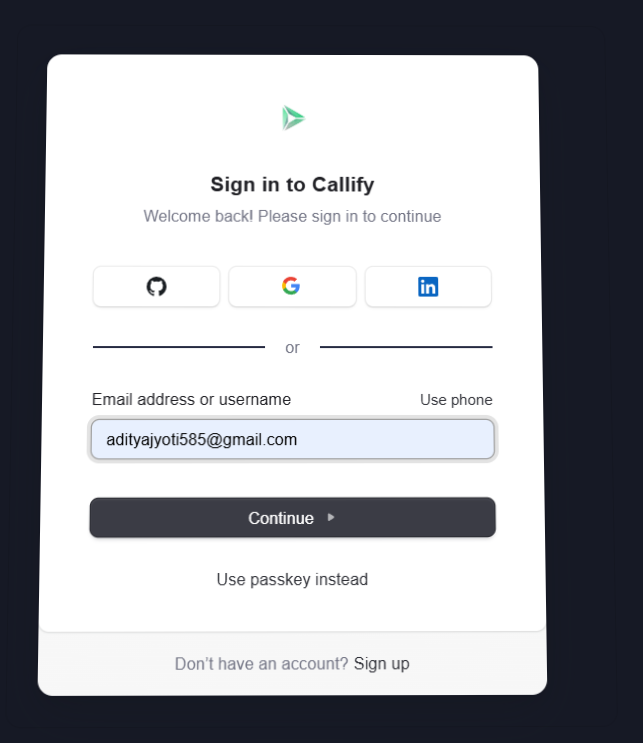 Sign in to Callify
Welcome back! Please sign in to continue
or
Email address or username Use phone
adityajyoti585@gmail.com
Continue
Use passkey instead
Don’t have an account? Sign up